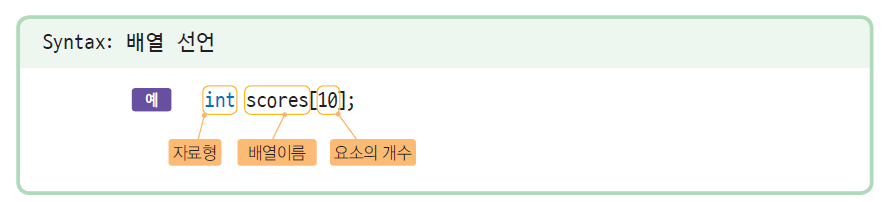 Syntax: 배열 선언
예 int scores[10];
자료형 배열이름 요소의 개수